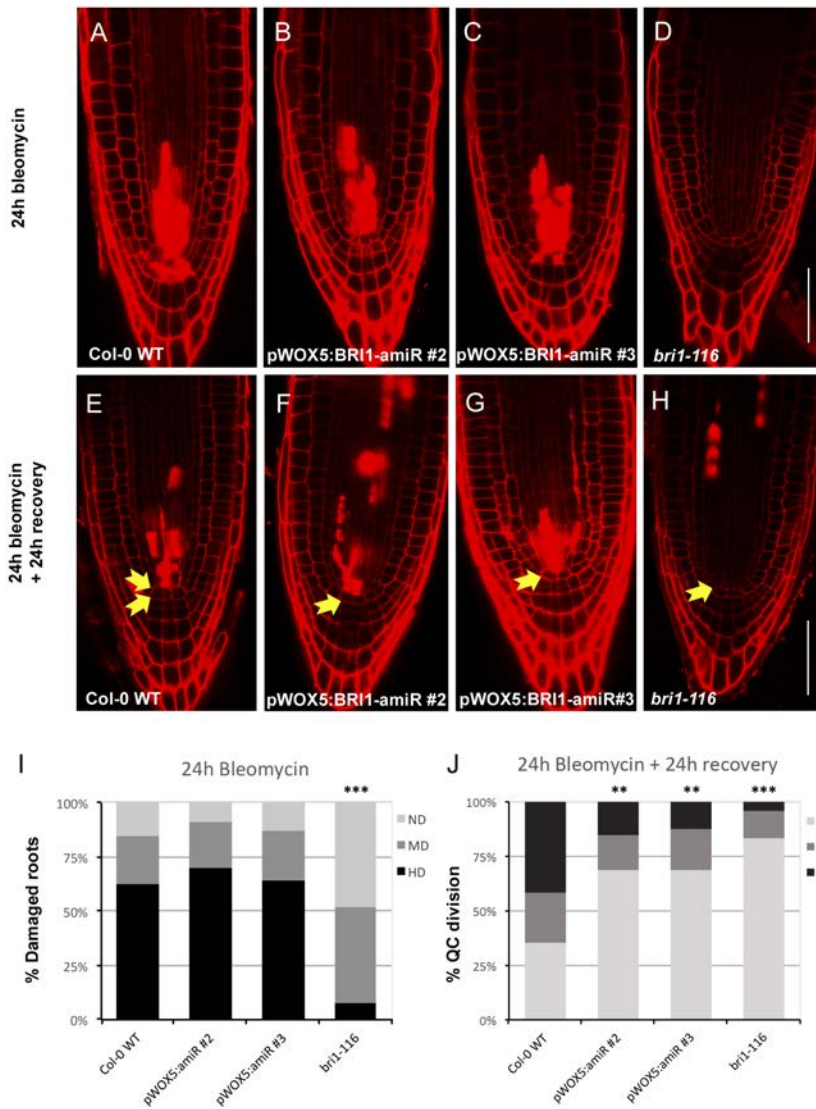 24h bleomycin
A
B
C
D
Col-0 WT
pWOX5:BRI1-amiR #2
pWOX5:BRI1-amiR #3
bri1-116
24h bleomycin
+ 24h recovery
E
F
G
H
Col-0 WT
pWOX5:BRI1-amiR #2
pWOX5:BRI1-amiR#3
bri1-116
I
24h Bleomycin
***
100%
75%
50%
25%
0%
% Damaged roots
ND
MD
HD
Col-0 WT
pWOX5:amiR #2
pWOX5:amiR #3
bri1-116
J
24h Bleomycin + 24h recovery
**
**
***
100%
75%
50%
25%
0%
% QC division
Col-0 WT
pWOX5:amiR #2
pWOX5:amiR #3
bri1-116